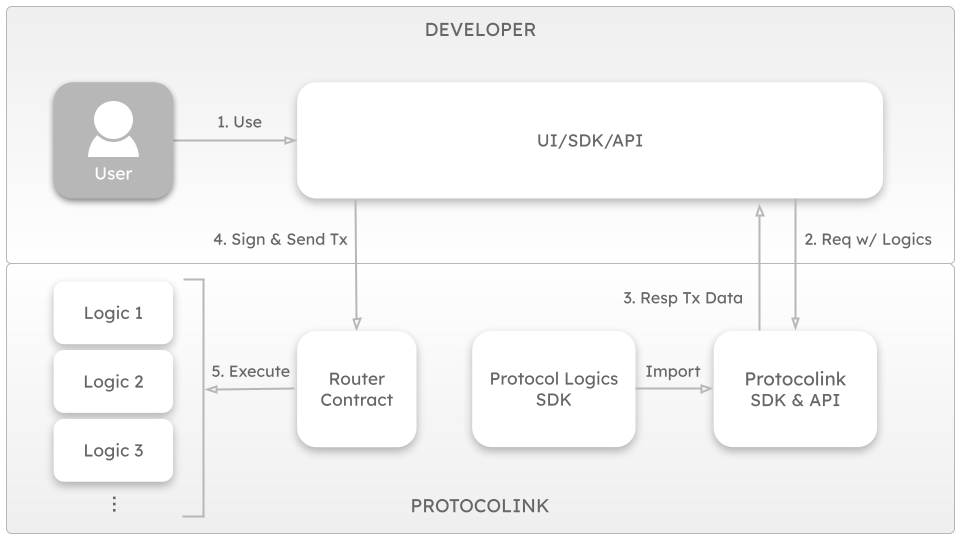 DEVELOPER
User
1. Use
UI/SDK/API
4. Sign & Send Tx
2. Req w/ Logics
3. Resp Tx Data
Logic 1
Logic 2
Logic 3
⋮
5. Execute
Router
Contract
Protocol Logics
SDK
Import
Protocolink
SDK & API
PROTOCOLINK